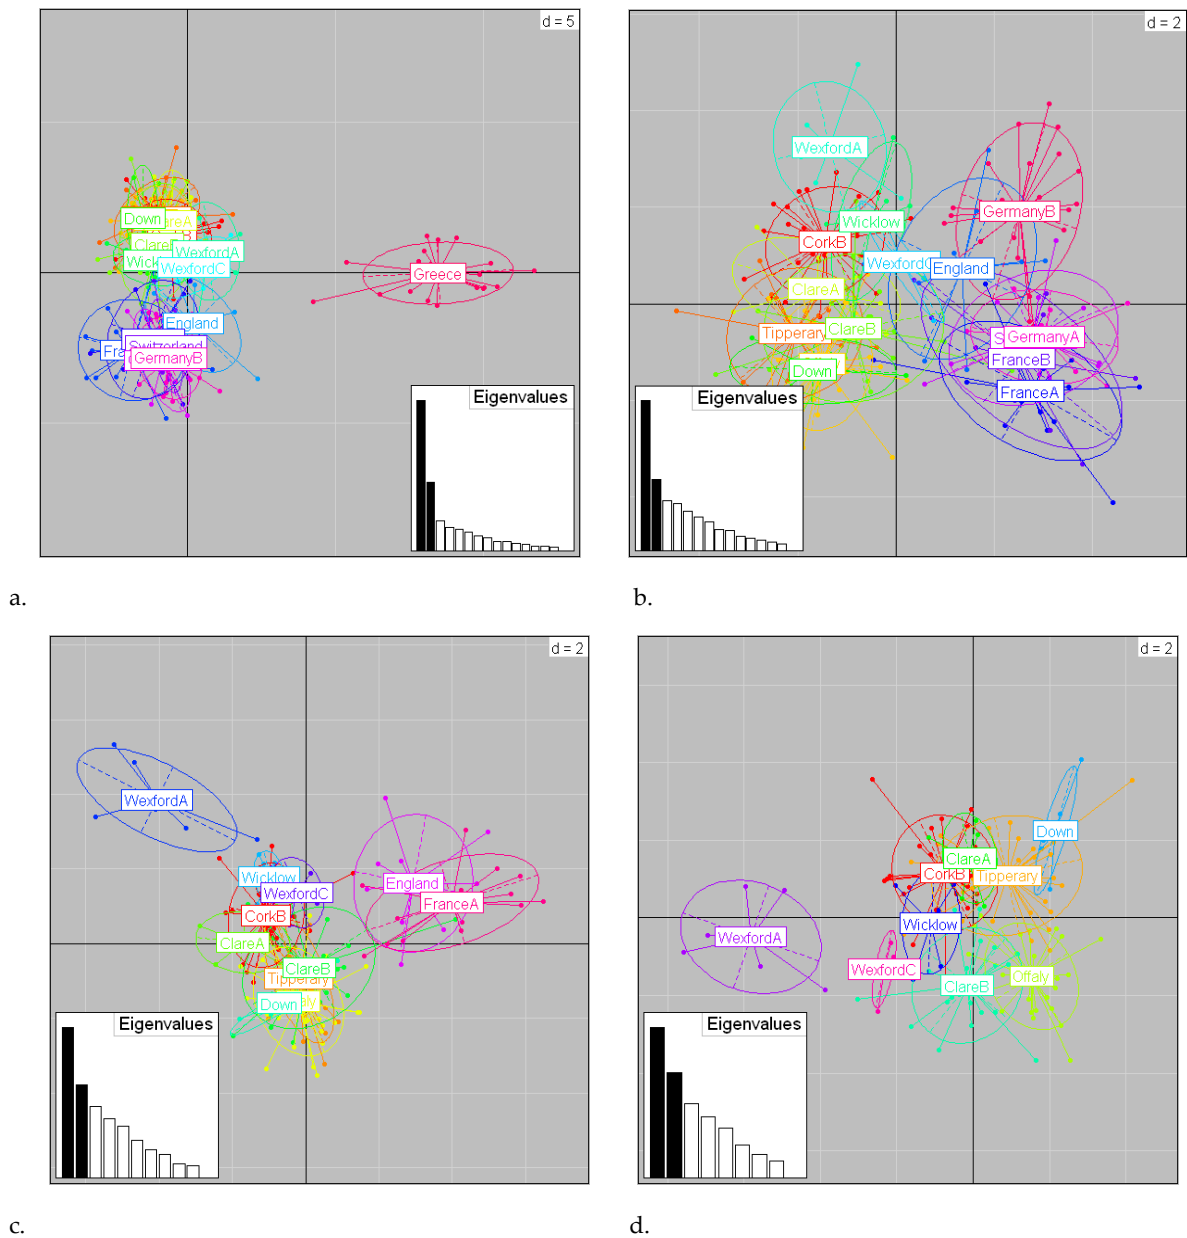 d = 5
Down
WexfordA
WexfordC
Greece
England
Switzerland
GermanyB
Eigenvalues
a.
d = 2
WexfordA
GermanyB
Wicklow
CorkB
England
ClareA
Tipperary
ClareB
GermanyA
FranceB
Down
FranceA
Eigenvalues
b.
d = 2
WexfordA
Wicklow
WexfordC
England
FranceA
CorkB
ClareA
ClareB
Tipperary
Down
Eigenvalues
c.
d = 2
Down
ClareA
CorkB
Tipperary
Wicklow
WexfordA
WexfordC
ClareB
Offaly
Eigenvalues
d.